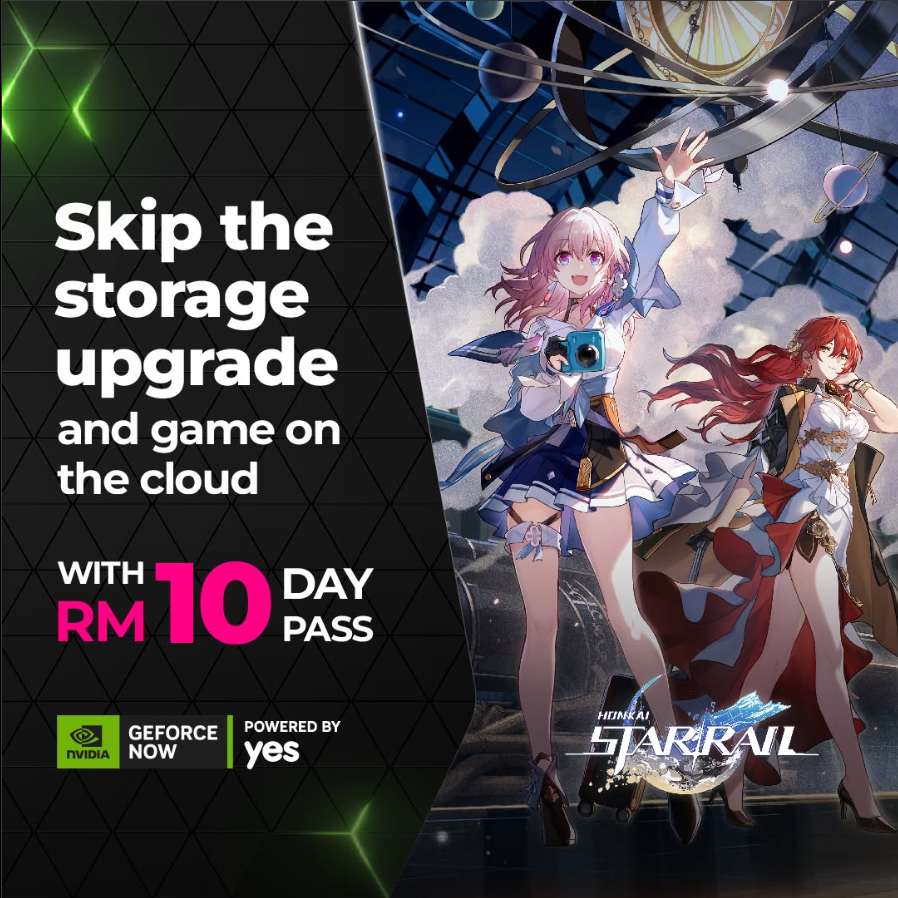 Skip the
storage
upgrade
and game on
the cloud
WITH
RM 10 DAY
PASS
NVIDIA
GEFORCE
NOW
POWERED BY
yes
HONKAI
STAR RAIL